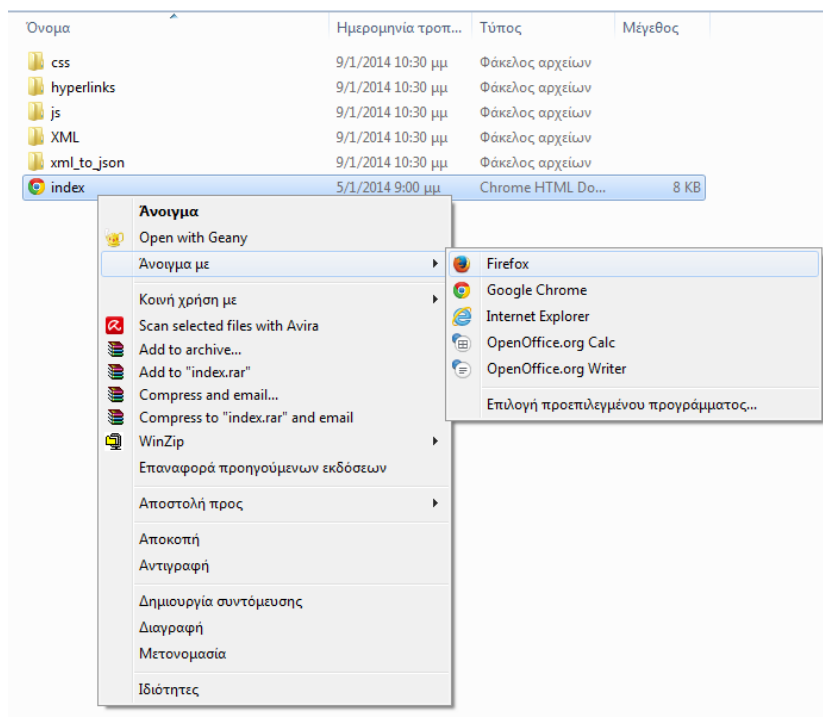 Όνομα Ημερομηνία τροπ... Τύπος Μέγεθος
css 9/1/2014 10:30 μμ Φάκελος αρχείων
hyperlinks 9/1/2014 10:30 μμ Φάκελος αρχείων
js 9/1/2014 10:30 μμ Φάκελος αρχείων
XML 9/1/2014 10:30 μμ Φάκελος αρχείων
xml_to_json 9/1/2014 10:30 μμ Φάκελος αρχείων
index 5/1/2014 9:00 μμ Chrome HTML Do... 8 KB
Άνοιγμα
Open with Geany
Άνοιγμα με
Κοινή χρήση με
Scan selected files with Avira
Add to archive...
Add to "index.rar"
Compress and email...
Compress to "index.rar" and email
WinZip
Επαναφορά προηγούμενων εκδόσεων
Αποστολή προς
Αποκοπή
Αντιγραφή
Δημιουργία συντόμευσης
Διαγραφή
Μετονομασία
Ιδιότητες
Firefox
Google Chrome
Internet Explorer
OpenOffice.org Calc
OpenOffice.org Writer
Επιλογή προεπιλεγμένου προγράμματος...